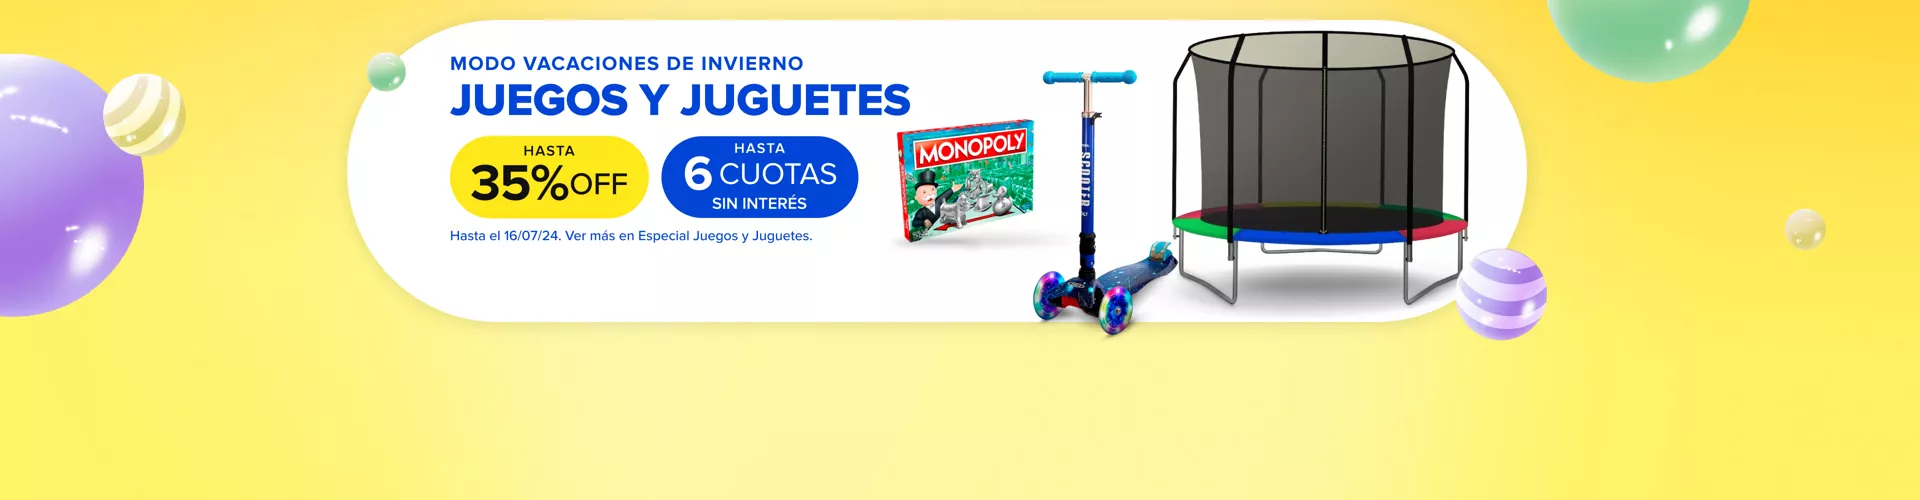 MODO VACACIONES DE INVIERNO
JUEGOS Y JUGUETES
HASTA
35%OFF
HASTA
6 CUOTAS
SIN INTERÉS
Hasta el 16/07/24. Ver más en Especial Juegos y Juguetes.
MONOPOLY
SCOOTER